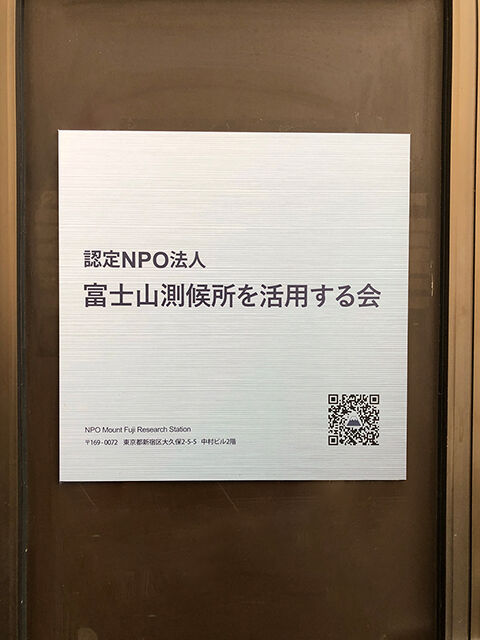 認定NPO法人
富士山測候所を活用する会
NPO Mount Fuji Research Station
〒169-0072 東京都新宿区大久保2-5-5 中村ビル2階